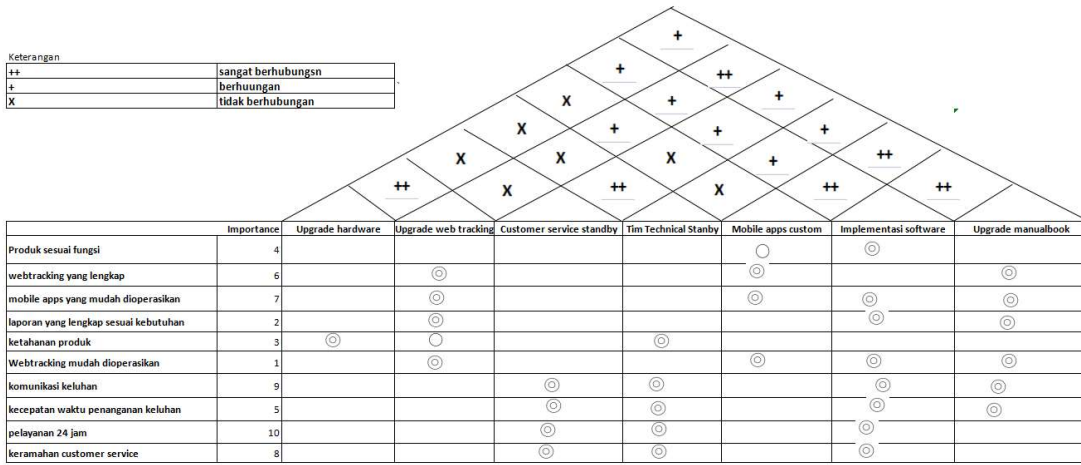 Keterangan
++ sangat berhubungsn
+ berhuungan
X tidak berhubungan
+
+ ++
X + +
X + + +
X X X + ++
++ X ++ X ++ ++
Importance Upgrade hardware Upgrade web tracking Customer service standby Tim Technical Stanby Mobile apps custom Implementasi software Upgrade manualbook
Produk sesuai fungsi 4 ○ ◎
webtracking yang lengkap 6 ◎ ◎ ◎
mobile apps yang mudah dioperasikan 7 ◎ ◎ ◎ ◎
laporan yang lengkap sesuai kebutuhan 2 ◎ ◎ ◎
ketahanan produk 3 ◎ ○ ◎
Webtracking mudah dioperasikan 1 ◎ ◎ ◎ ◎
komunikasi keluhan 9 ◎ ◎ ◎ ◎
kecepatan waktu penanganan keluhan 5 ◎ ◎ ◎ ◎
pelayanan 24 jam 10 ◎ ◎ ◎
keramahan customer service 8 ◎ ◎ ◎